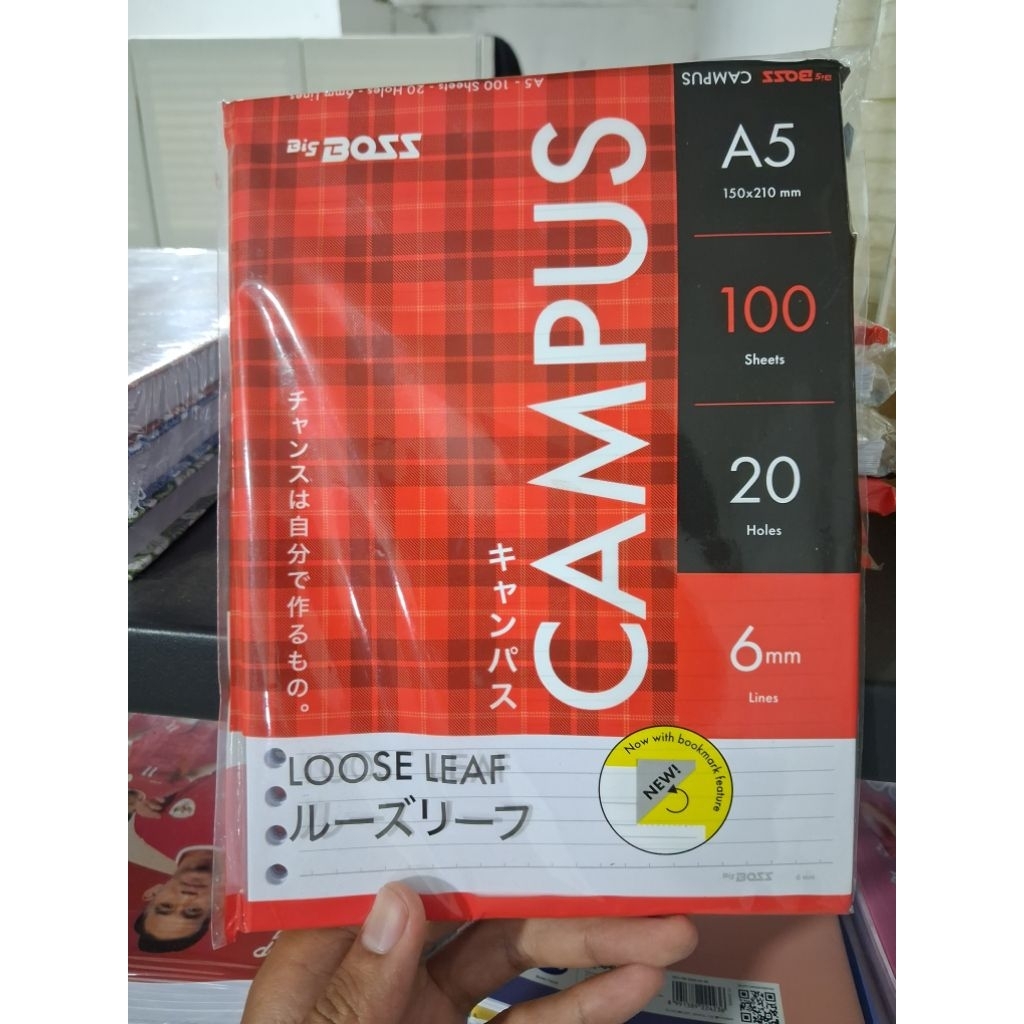 A5 - 100 Sheets - 20 Holes - 6mm Lines
Big BOSS CAMPUS
Big BOSS
CAMPUS
キャンパス
チャンスは自分で作るもの。
A5
150x210 mm
100
Sheets
20
Holes
6mm
Lines
LOOSE LEAF
ルーズリーフ
Now with bookmark feature
NEW!
Big BOSS
6 mm